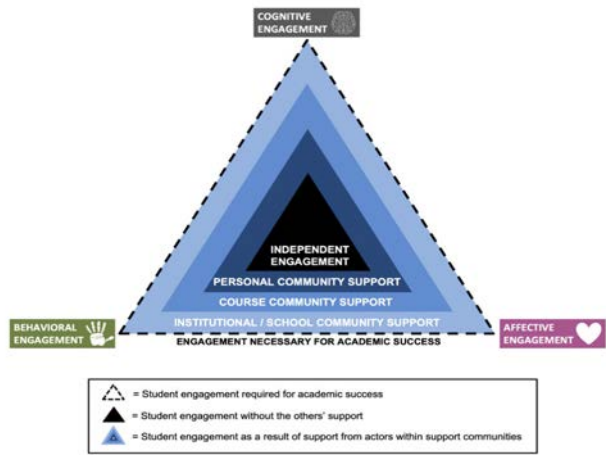 COGNITIVE
ENGAGEMENT
INDEPENDENT
ENGAGEMENT
PERSONAL COMMUNITY SUPPORT
COURSE COMMUNITY SUPPORT
INSTITUTIONAL / SCHOOL COMMUNITY SUPPORT
BEHAVIORAL
ENGAGEMENT
AFFECTIVE
ENGAGEMENT
ENGAGEMENT NECESSARY FOR ACADEMIC SUCCESS
= Student engagement required for academic success
= Student engagement without the others' support
= Student engagement as a result of support from actors within support communities